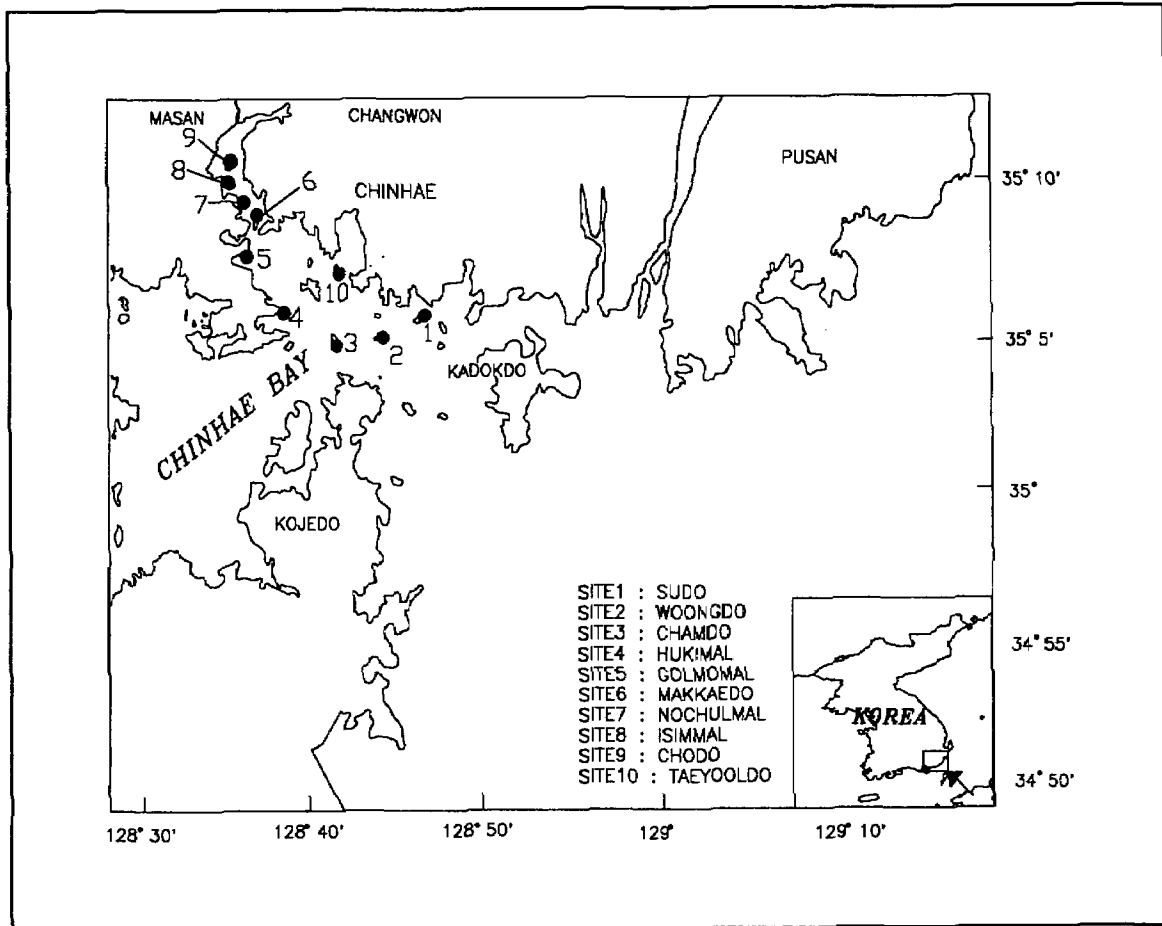 MASAN
CHANGWON
PUSAN
9
8
6
CHINHAE
7
5
10
4
3
2
1
KADOKDO
CHINHAE BAY
KOJEDO
35° 10'
35° 5'
35°
34° 55'
34° 50'
SITE1 : SUDO
SITE2 : WOONGDO
SITE3 : CHAMDO
SITE4 : HUKIMAL
SITE5 : GOLMOMAL
SITE6 : MAKKAEDO
SITE7 : NOCHULMAL
SITE8 : ISIMMAL
SITE9 : CHODO
SITE10 : TAEYOOLDO
KOREA
128° 30'
128° 40'
128° 50'
129°
129° 10'